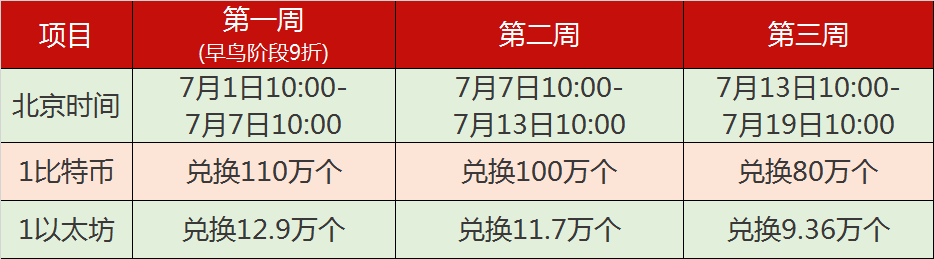 项目
第一周
(早鸟阶段9折)
第二周
第三周
北京时间
7月1日10:00-
7月7日10:00
7月7日10:00-
7月13日10:00
7月13日10:00-
7月19日10:00
1比特币
兑换110万个
兑换100万个
兑换80万个
1以太坊
兑换12.9万个
兑换11.7万个
兑换9.36万个